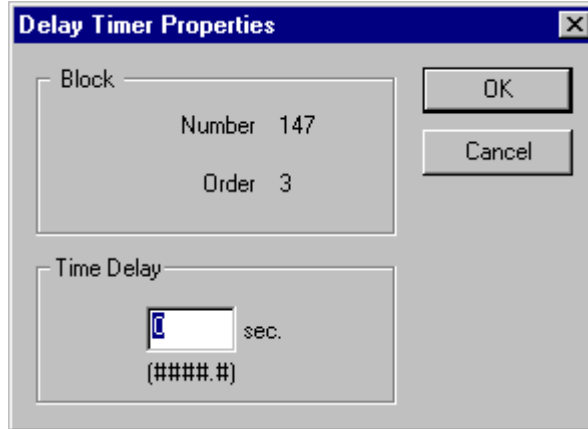 Delay Timer Properties
Block
Number 147
Order 3
OK
Cancel
Time Delay
0 sec.
(####.#)